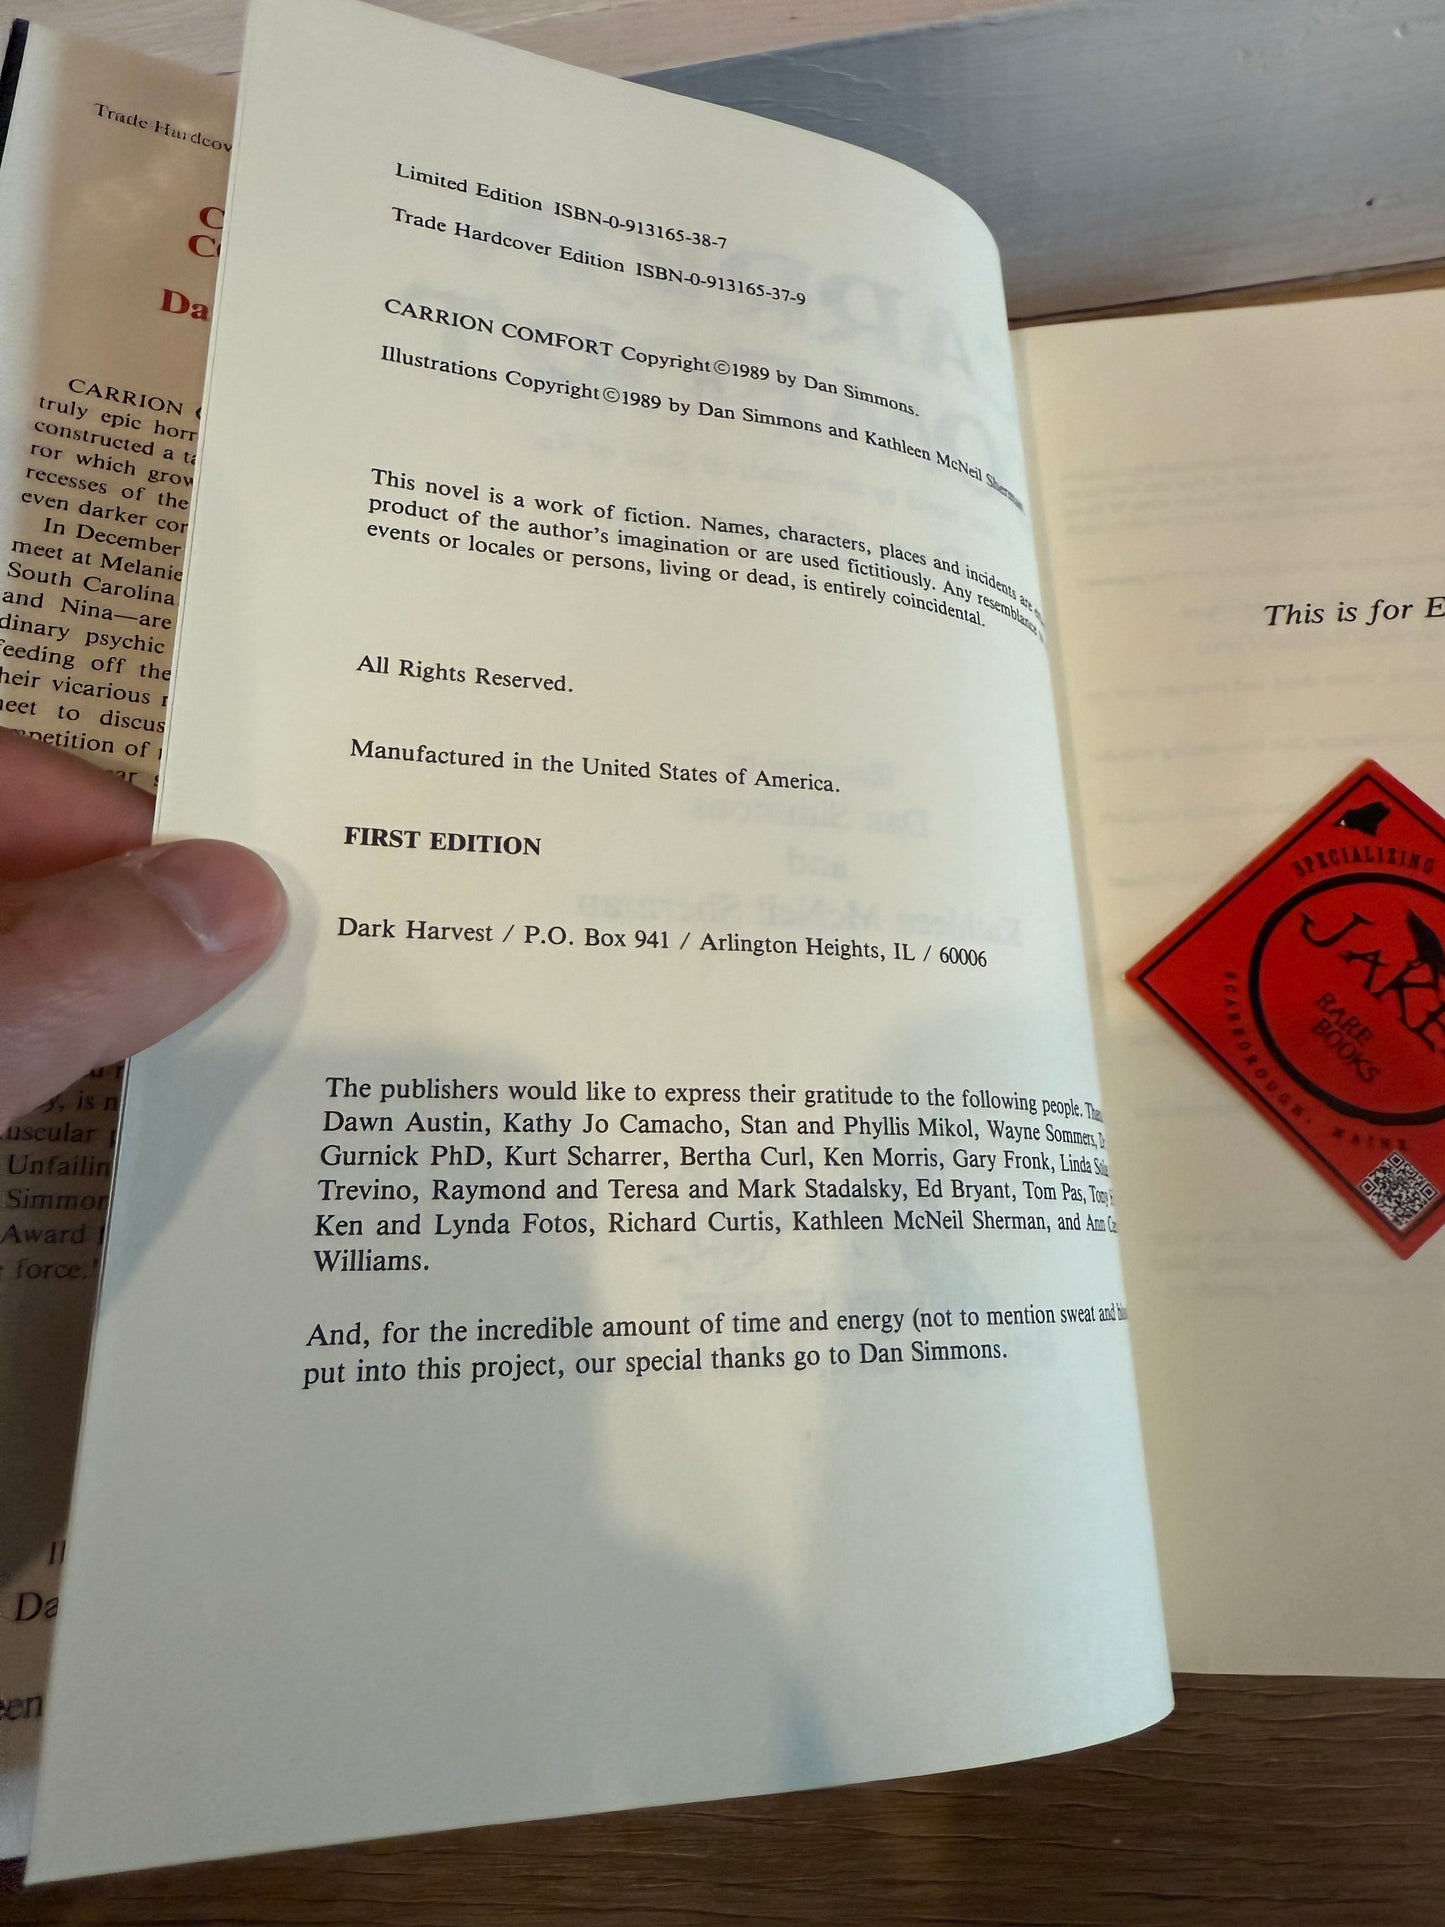 Trade Hardcov
CARRION
truly epic horr
constructed a ta
ror which grow
recesses of the
even darker cor
In December
meet at Melanie
South Carolina
and Nina—are
dinary psychic
feeding off the
heir vicarious
eet to discus
petition of
y, is n
uscular
Unfailin
Simmon
Award
force."
Da
een
Limited Edition ISBN-0-913165-38-7
Trade Hardcover Edition ISBN-0-913165-37-9
CARRION COMFORT Copyright©1989 by Dan Simmons.
Illustrations Copyright©1989 by Dan Simmons and Kathleen McNeil Sherman
This novel is a work of fiction. Names, characters, places and incidents are
product of the author's imagination or are used fictitiously. Any resemblance
events or locales or persons, living or dead, is entirely coincidental.
All Rights Reserved.
Manufactured in the United States of America.
FIRST EDITION
Dark Harvest / P.O. Box 941 / Arlington Heights, IL / 60006
The publishers would like to express their gratitude to the following people.
Dawn Austin, Kathy Jo Camacho, Stan and Phyllis Mikol, Wayne Sommers,
Gurnick PhD, Kurt Scharrer, Bertha Curl, Ken Morris, Gary Fronk, Linda
Trevino, Raymond and Teresa and Mark Stadalsky, Ed Bryant, Tom Pas, Tony
Ken and Lynda Fotos, Richard Curtis, Kathleen McNeil Sherman, and Ann
Williams.
And, for the incredible amount of time and energy (not to mention sweat and
put into this project, our special thanks go to Dan Simmons.
This is for E
SPECIALIZING
JAKE
RARE
BOOKS
SCARBOROUGH, MAINE